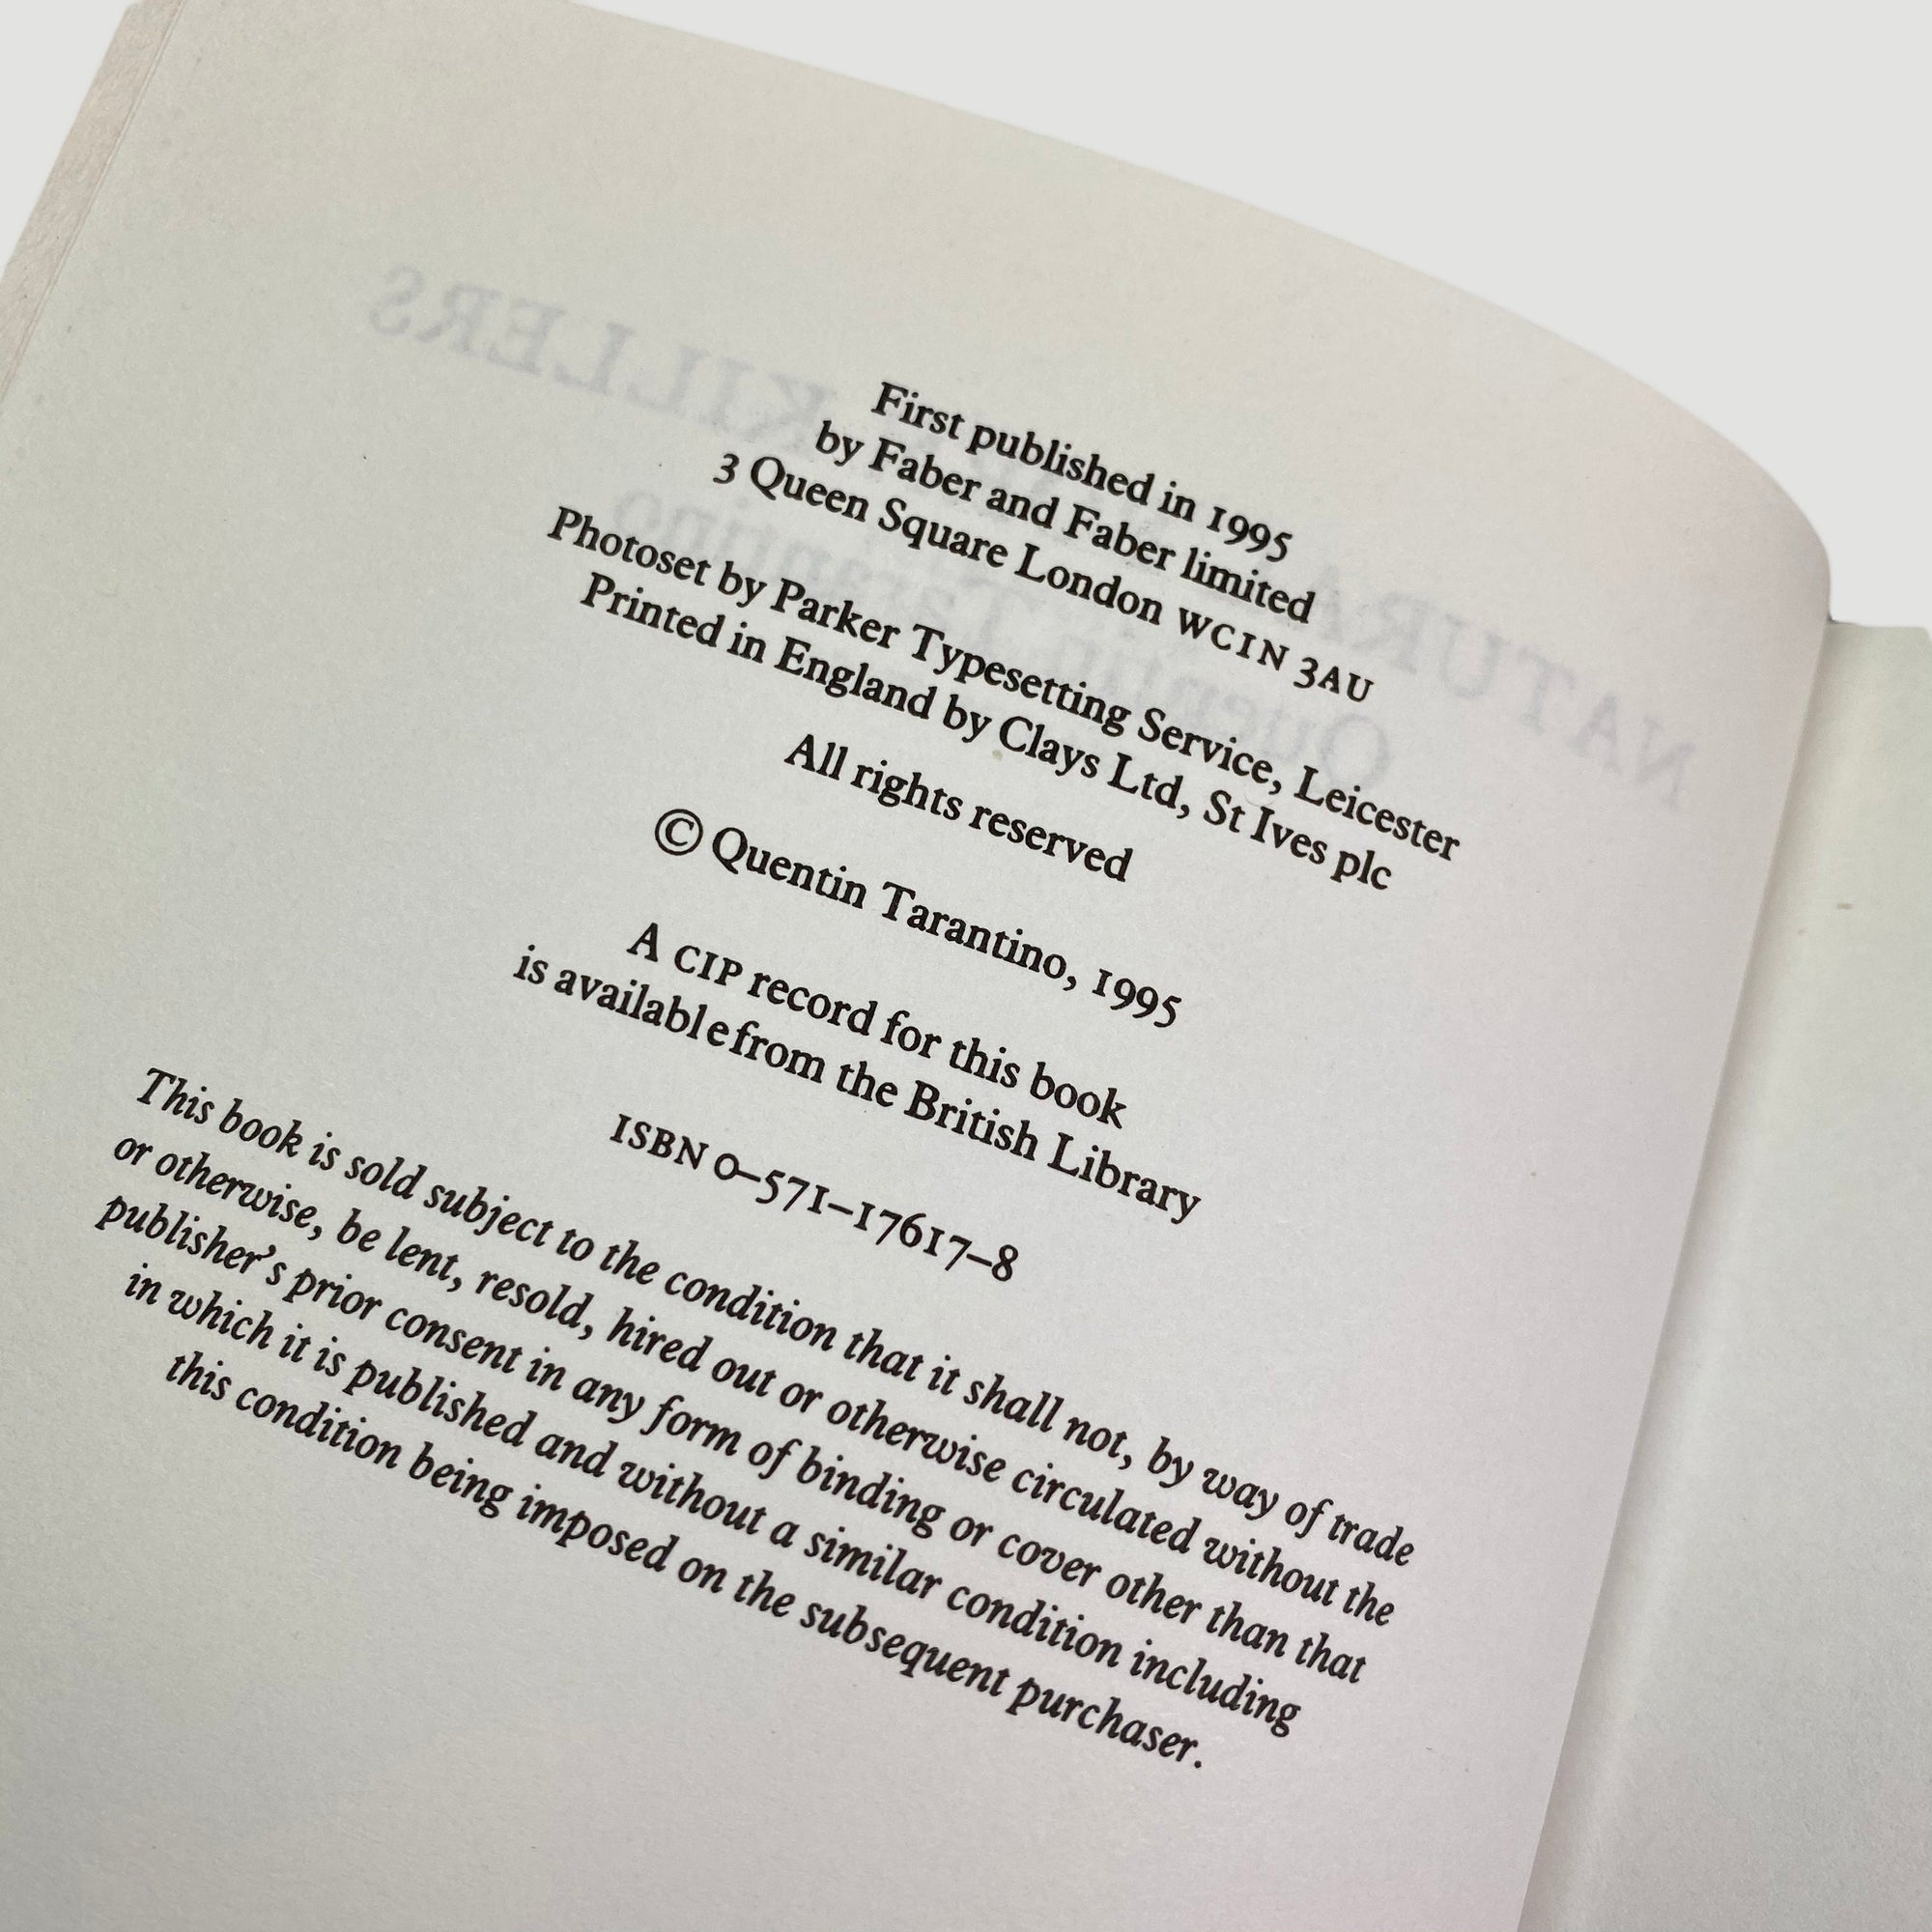 First published in 1995
by Faber and Faber limited
3 Queen Square London WC1N 3AU
Photoset by Parker Typesetting Service, Leicester
Printed in England by Clays Ltd, St Ives plc
All rights reserved
© Quentin Tarantino, 1995
A CIP record for this book
is available from the British Library
ISBN 0–571–17617–8
This book is sold subject to the condition that it shall not, by way of trade
or otherwise, be lent, resold, hired out or otherwise circulated without the
publisher's prior consent in any form of binding or cover other than that
in which it is published and without a similar condition including
this condition being imposed on the subsequent purchaser.